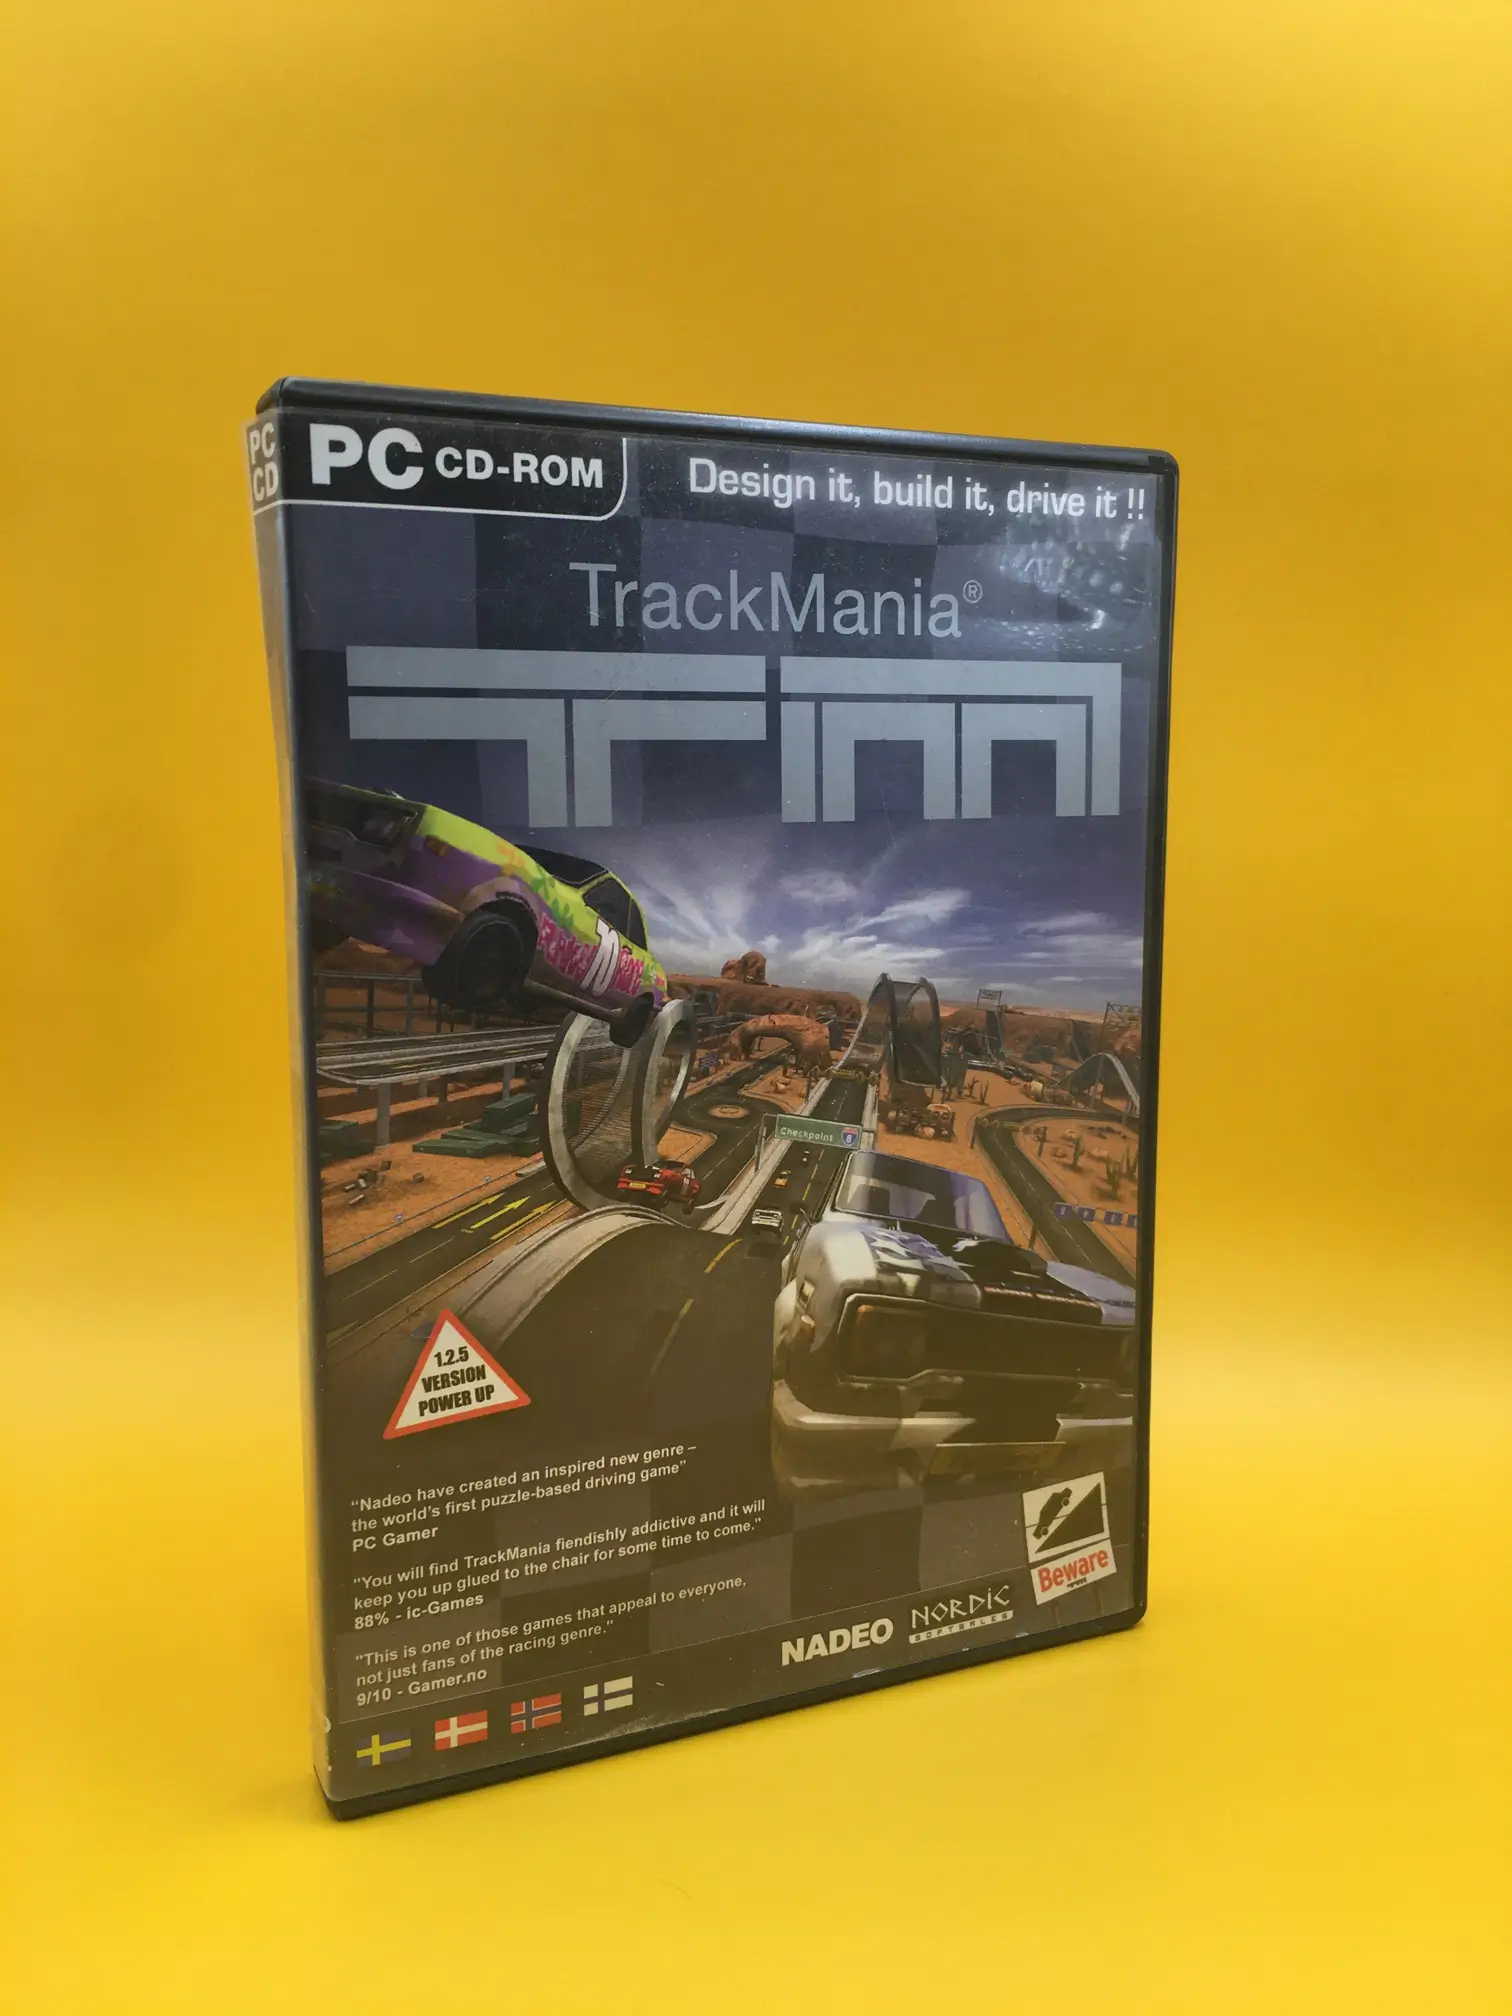 PC
CD
PC CD-ROM
Design it, build it, drive it !!
TrackMania®
TM
Checkpoint
1.2.5
VERSION
POWER UP
“Nadeo have created an inspired new genre –
the world’s first puzzle-based driving game”
PC Gamer
"You will find TrackMania fiendishly addictive and it will
keep you up glued to the chair for some time to come."
88% - ic-Games
"This is one of those games that appeal to everyone,
not just fans of the racing genre."
9/10 - Gamer.no
NADEO
NORDIC
SOFTSALES
Beware